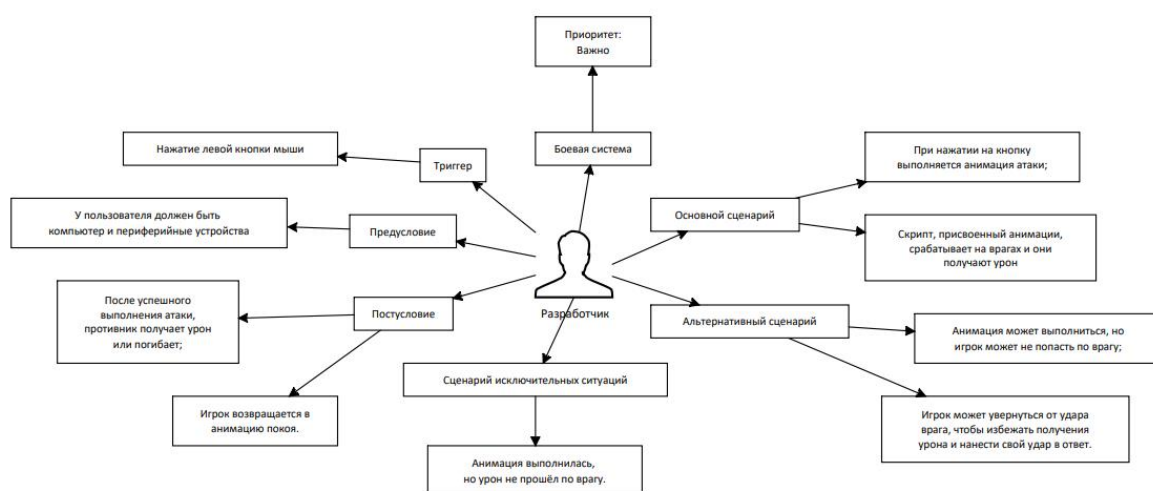 Приоритет:
Важно
Боевая система
Нажатие левой кнопки мыши
Триггер
У пользователя должен быть
компьютер и периферийные устройства
Предусловие
После успешного
выполнения атаки,
противник получает урон
или погибает;
Постусловие
Игрок возвращается в
анимацию покоя.
Разработчик
Сценарий исключительных ситуаций
Анимация выполнилась,
но урон не прошёл по врагу.
Основной сценарий
При нажатии на кнопку
выполняется анимация атаки;
Скрипт, присвоенный анимации,
срабатывает на врагах и они
получают урон
Альтернативный сценарий
Анимация может выполниться, но
игрок может не попасть по врагу;
Игрок может увернуться от удара
врага, чтобы избежать получения
урона и нанести свой удар в ответ.